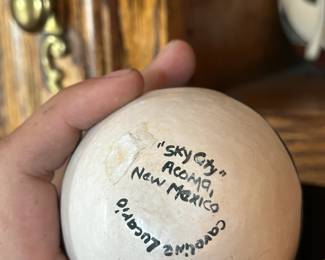 "SKY City"
ACOMA,
New Mexico
Caroline Lucario